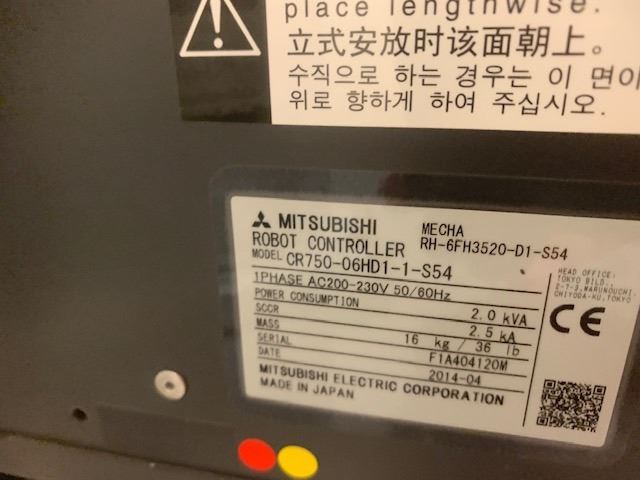 place lengthwise.
立式安放时该面朝上。
수직으로 하는 경우는 이 면이
위로 향하게 하여 주십시오.
MITSUBISHI
ROBOT CONTROLLER
MECHA
RH-6FH3520-D1-S54
MODEL CR750-06HD1-1-S54
1PHASE AC200-230V 50/60Hz
POWER CONSUMPTION 2.0 kVA
SCCR 2.5 kA
MASS 16 kg / 36 lb
SERIAL F1A404120M
DATE 2014-04
MITSUBISHI ELECTRIC CORPORATION
MADE IN JAPAN
HEAD OFFICE:
TOKYO BLD.,
2-7-3, MARUNOUCHI,
CHIYODA-KU, TOKYO
CE